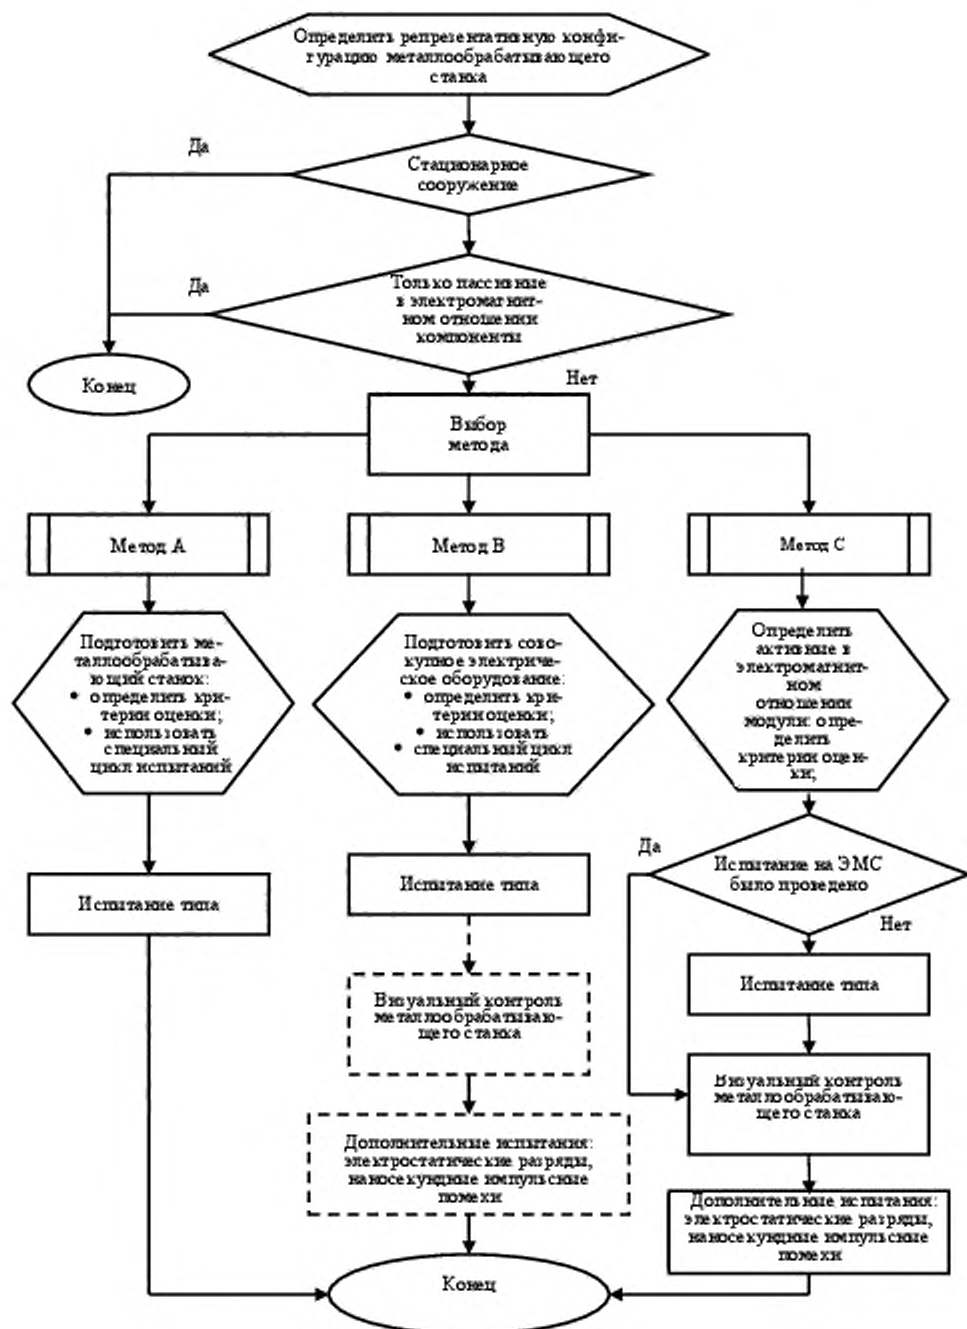 Определить репрезентативную конфи-
гурацию металлообрабатывающего
станка
Да
Стационарное
сооружение
Да
Только пассивные
в электромагнит-
ном отношении
компоненты
Конец
Нет
Выбор
метода
Метод А
Метод В
Метод С
Подготовить ме-
таллообрабатыва-
ющий станок:
• определить кри-
терии оценки;
• использовать
специальный
цикл испытаний
Подготовить сово-
купное электриче-
ское оборудование:
• определить кри-
терии оценки;
• использовать
• специальный цикл
испытаний
Определить
активные в
электромагнит-
ном
отношении
модули: опре-
делить
критерии оцен-
ки;
Да
Испытание на ЭМС
было проведено
Нет
Испытание типа
Испытание типа
Испытание типа
Визуальный контроль
металлообрабатываю-
щего станка
Визуальный контроль
металлообрабатываю-
щего станка
Дополнительные испытания:
электростатические разряды,
наносекундные импульсные
помехи
Дополнительные испытания:
электростатические разряды,
наносекундные импульсные
помехи
Конец